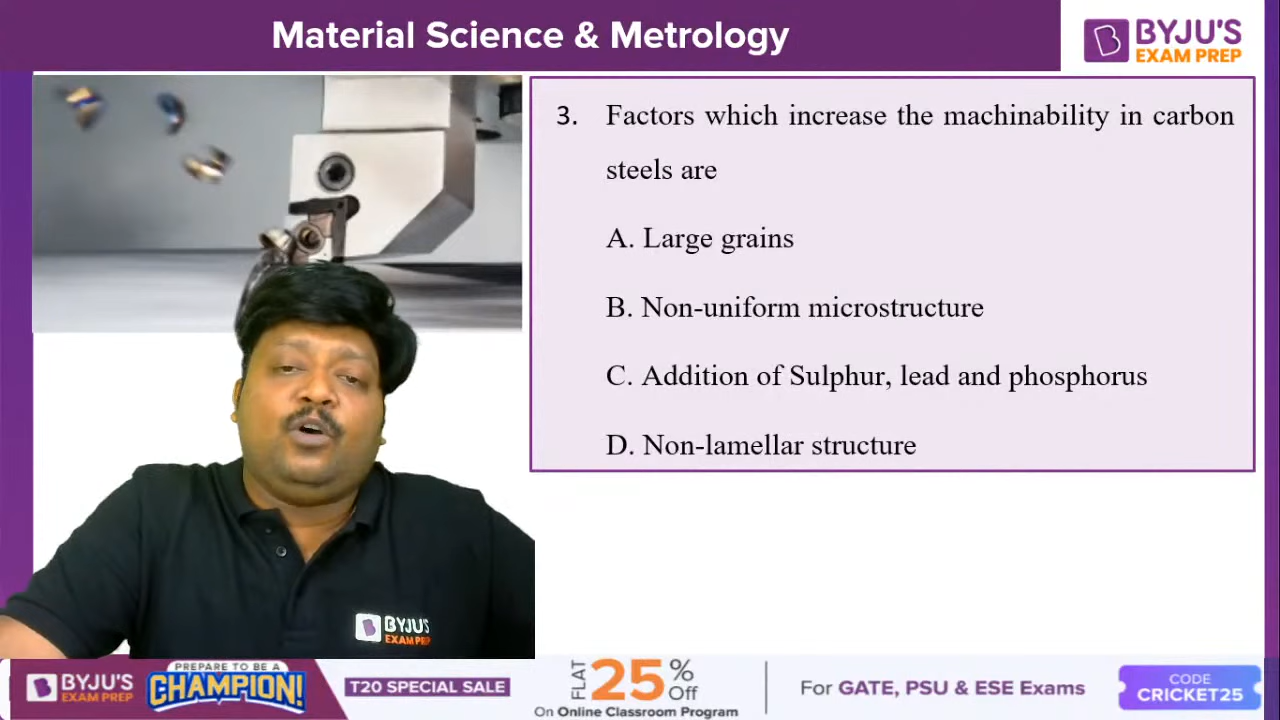 Material Science & Metrology
BYJU'S
EXAM PREP
3. Factors which increase the machinability in carbon
steels are
A. Large grains
B. Non-uniform microstructure
C. Addition of Sulphur, lead and phosphorus
D. Non-lamellar structure
BYJU'S
EXAM PREP
BYJU'S
EXAM PREP
PREPARE TO BE A
CHAMPION!
T20 SPECIAL SALE
FLAT 25% Off
On Online Classroom Program
For GATE, PSU & ESE Exams
CODE
CRICKET25